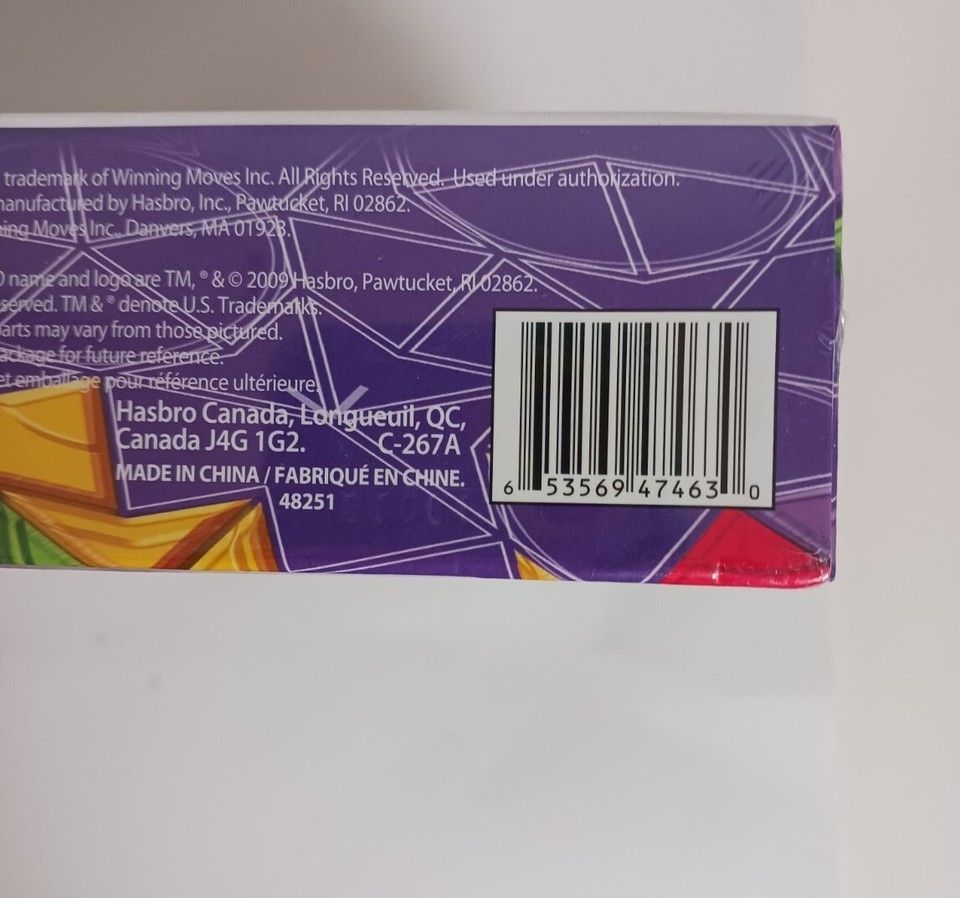 trademark of Winning Moves Inc. All Rights Reserved. Used under authorization.
manufactured by Hasbro, Inc., Pawtucket, RI 02862.
ning Moves Inc., Danvers, MA 01923.
O name and logo are TM, ® & © 2009 Hasbro, Pawtucket, RI 02862.
served. TM & ® denote U.S. Trademarks.
arts may vary from those pictured.
ackage for future reference.
et emballage pour référence ultérieure.
Hasbro Canada, Longueuil, QC,
Canada J4G 1G2. C-267A
MADE IN CHINA / FABRIQUÉ EN CHINE.
48251
6 53569 47463 0